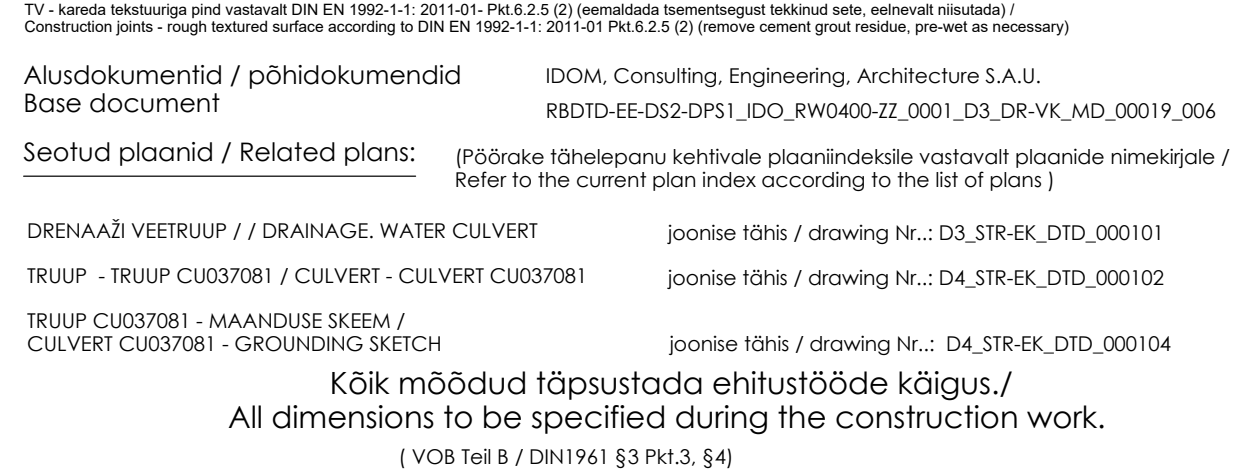 TV - kareda tekstuuriga pind vastavalt DIN EN 1992-1-1: 2011-01- Pkt.6.2.5 (2) (eemaldada tsementsegust tekkinud sete, eelnevalt niisutada) /
Construction joints - rough textured surface according to DIN EN 1992-1-1: 2011-01 Pkt.6.2.5 (2) (remove cement grout residue, pre-wet as necessary)
Alusdokumentid / põhidokumendid
Base document
IDOM, Consulting, Engineering, Architecture S.A.U.
RBDTD-EE-DS2-DPS1_IDO_RW0400-ZZ_0001_D3_DR-VK_MD_00019_006
Seotud plaanid / Related plans:
(Pöörake tähelepanu kehtivale plaaniindeksile vastavalt plaanide nimekirjale /
Refer to the current plan index according to the list of plans )
DRENAAŽI VEETRUUP / / DRAINAGE. WATER CULVERT joonise tähis / drawing Nr..: D3_STR-EK_DTD_000101
TRUUP - TRUUP CU037081 / CULVERT - CULVERT CU037081 joonise tähis / drawing Nr..: D4_STR-EK_DTD_000102
TRUUP CU037081 - MAANDUSE SKEEM /
CULVERT CU037081 - GROUNDING SKETCH joonise tähis / drawing Nr..: D4_STR-EK_DTD_000104
Kõik mõõdud täpsustada ehitustööde käigus./
All dimensions to be specified during the construction work.
( VOB Teil B / DIN1961 §3 Pkt.3, §4)